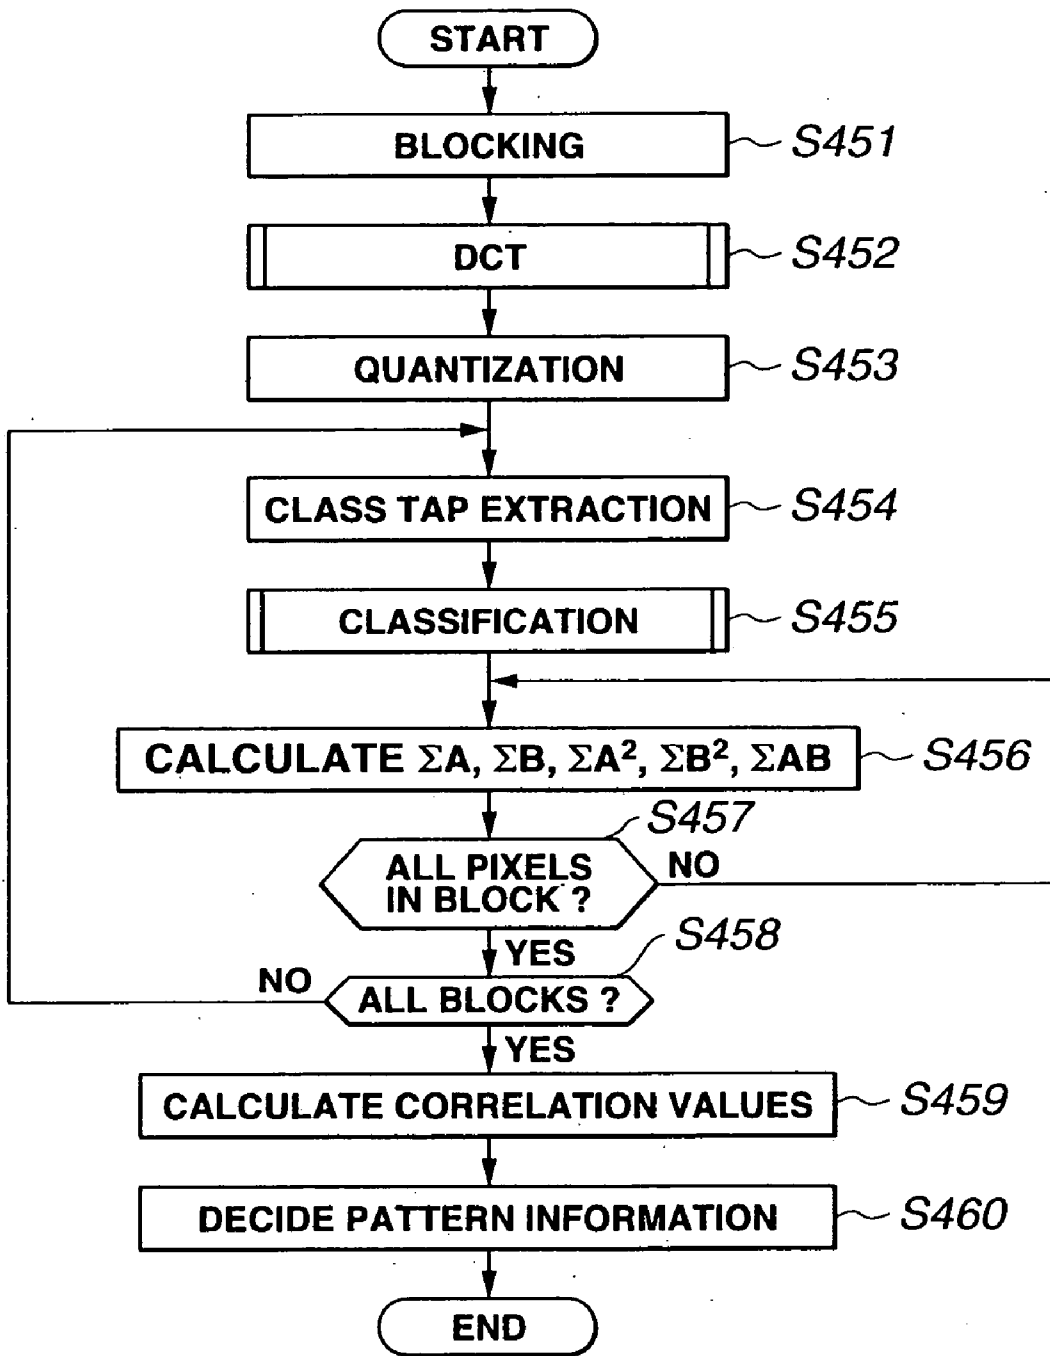 START
BLOCKING
S451
DCT
S452
QUANTIZATION
S453
CLASS TAP EXTRACTION
S454
CLASSIFICATION
S455
CALCULATE ΣA, ΣB, ΣA², ΣB², ΣAB
S456
S457
ALL PIXELS
IN BLOCK ?
NO
YES
S458
NO
ALL BLOCKS ?
YES
CALCULATE CORRELATION VALUES
S459
DECIDE PATTERN INFORMATION
S460
END